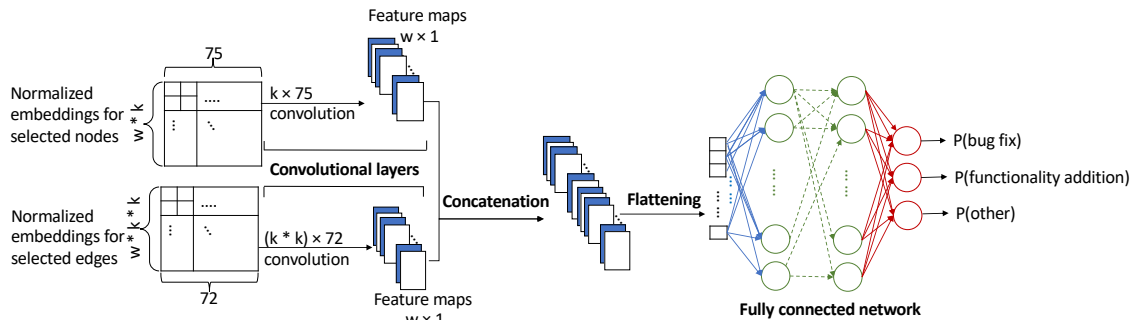 Feature maps
w × 1
75
Normalized
embeddings for
selected nodes
w * k
....
k × 75
convolution
Convolutional layers
Normalized
embeddings for
selected edges
w * k * k
....
(k * k) × 72
convolution
72
Feature maps
w × 1
Concatenation
Flattening
P(bug fix)
P(functionality addition)
P(other)
Fully connected network